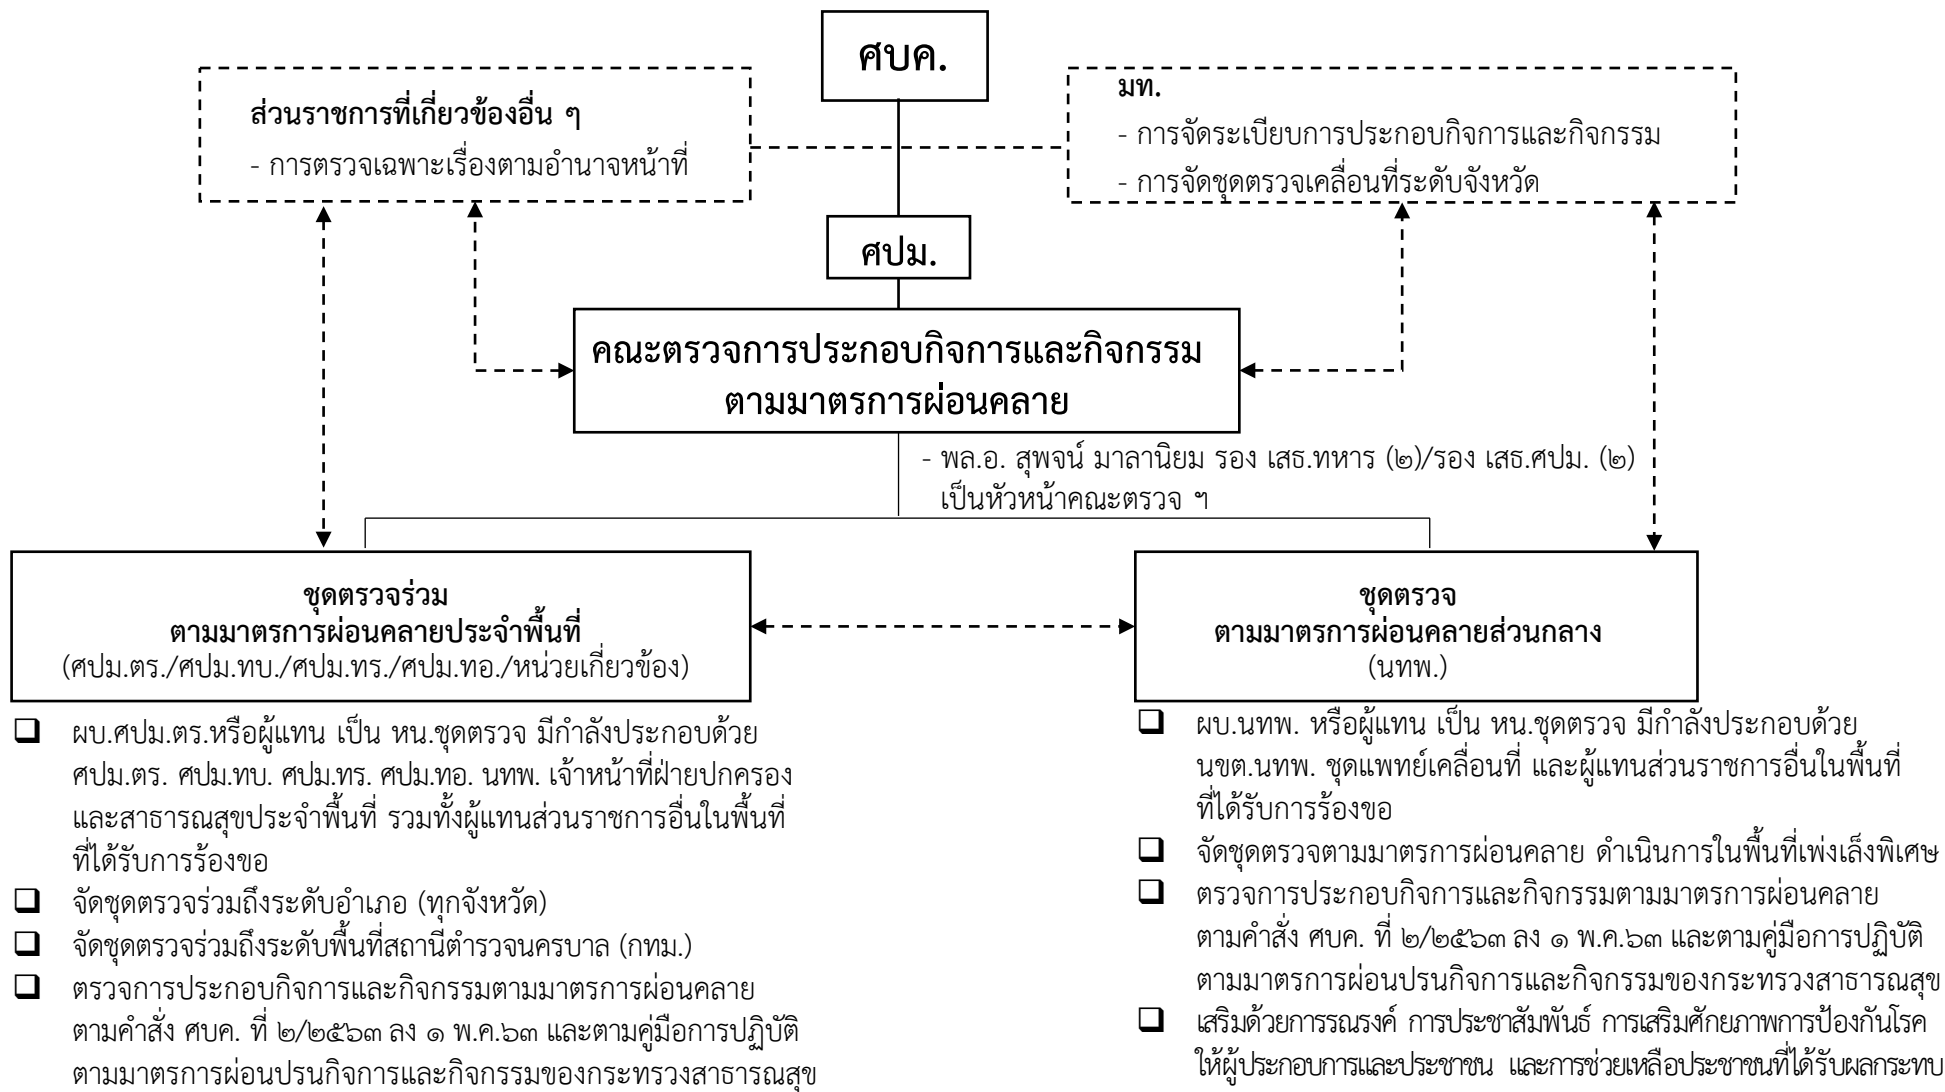 ศบค.
ส่วนราชการที่เกี่ยวข้องอื่น ๆ
- การตรวจเฉพาะเรื่องตามอำนาจหน้าที่
มท.
- การจัดระเบียบการประกอบกิจการและกิจกรรม
- การจัดชุดตรวจเคลื่อนที่ระดับจังหวัด
ศปม.
คณะตรวจการประกอบกิจการและกิจกรรม
ตามมาตรการผ่อนคลาย
- พล.อ. สุพจน์ มาลานิยม รอง เสธ.ทหาร (๒)/รอง เสธ.ศปม. (๒)
เป็นหัวหน้าคณะตรวจ ฯ
ชุดตรวจร่วม
ตามมาตรการผ่อนคลายประจำพื้นที่
(ศปม.ตร./ศปม.ทบ./ศปม.ทร./ศปม.ทอ./หน่วยเกี่ยวข้อง)
❑ ผบ.ศปม.ตร.หรือผู้แทน เป็น หน.ชุดตรวจ มีกำลังประกอบด้วย
ศปม.ตร. ศปม.ทบ. ศปม.ทร. ศปม.ทอ. นทพ. เจ้าหน้าที่ฝ่ายปกครอง
และสาธารณสุขประจำพื้นที่ รวมทั้งผู้แทนส่วนราชการอื่นในพื้นที่
ที่ได้รับการร้องขอ
❑ จัดชุดตรวจร่วมถึงระดับอำเภอ (ทุกจังหวัด)
❑ จัดชุดตรวจร่วมถึงระดับพื้นที่สถานีตำรวจนครบาล (กทม.)
❑ ตรวจการประกอบกิจการและกิจกรรมตามมาตรการผ่อนคลาย
ตามคำสั่ง ศบค. ที่ ๒/๒๕๖๓ ลง ๑ พ.ค.๖๓ และตามคู่มือการปฏิบัติ
ตามมาตรการผ่อนปรนกิจการและกิจกรรมของกระทรวงสาธารณสุข
ชุดตรวจ
ตามมาตรการผ่อนคลายส่วนกลาง
(นทพ.)
❑ ผบ.นทพ. หรือผู้แทน เป็น หน.ชุดตรวจ มีกำลังประกอบด้วย
นขต.นทพ. ชุดแพทย์เคลื่อนที่ และผู้แทนส่วนราชการอื่นในพื้นที่
ที่ได้รับการร้องขอ
❑ จัดชุดตรวจตามมาตรการผ่อนคลาย ดำเนินการในพื้นที่เพ่งเล็งพิเศษ
❑ ตรวจการประกอบกิจการและกิจกรรมตามมาตรการผ่อนคลาย
ตามคำสั่ง ศบค. ที่ ๒/๒๕๖๓ ลง ๑ พ.ค.๖๓ และตามคู่มือการปฏิบัติ
ตามมาตรการผ่อนปรนกิจการและกิจกรรมของกระทรวงสาธารณสุข
❑ เสริมด้วยการรณรงค์ การประชาสัมพันธ์ การเสริมศักยภาพการป้องกันโรค
ให้ผู้ประกอบการและประชาชน และการช่วยเหลือประชาชนที่ได้รับผลกระทบ